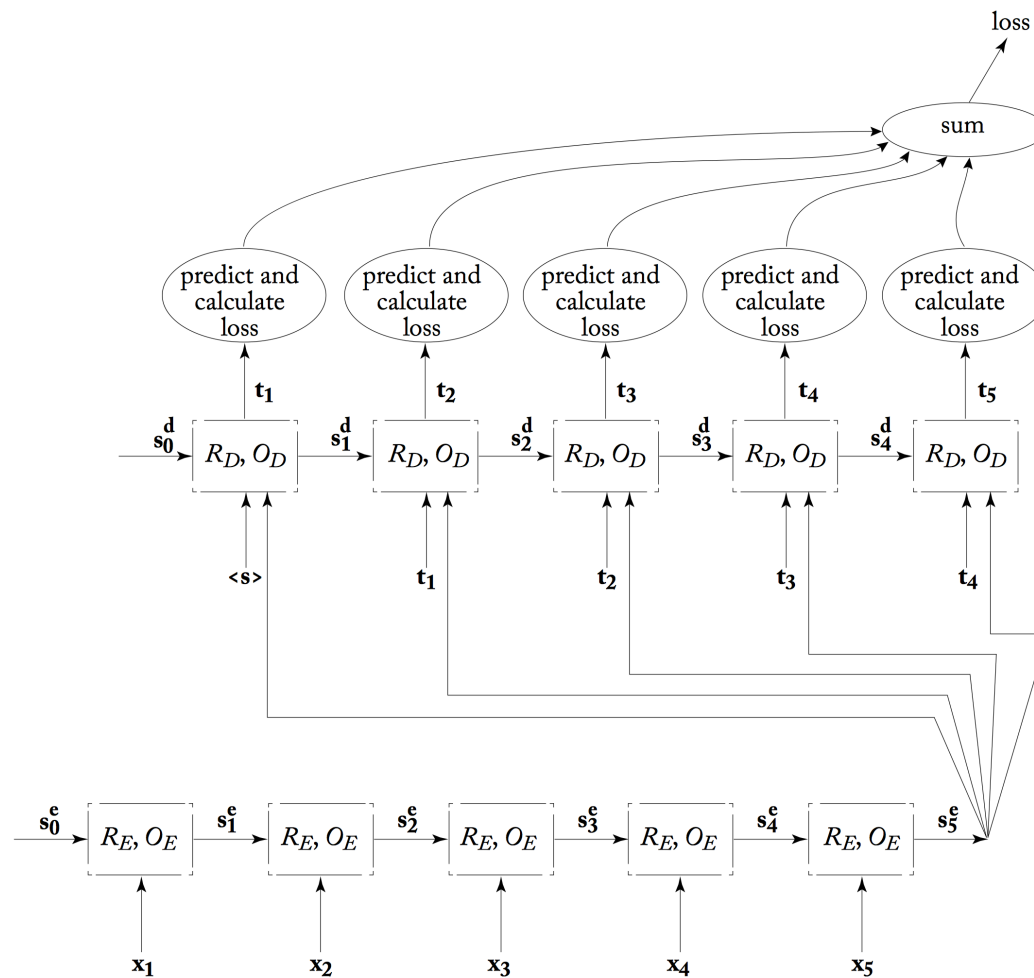 loss
sum
predict and calculate loss predict and calculate loss predict and calculate loss predict and calculate loss predict and calculate loss
t₁ t₂ t₃ t₄ t₅
s₀ᵈ R_D, O_D s₁ᵈ R_D, O_D s₂ᵈ R_D, O_D s₃ᵈ R_D, O_D s₄ᵈ R_D, O_D
<s> t₁ t₂ t₃ t₄
s₀ᵉ R_E, O_E s₁ᵉ R_E, O_E s₂ᵉ R_E, O_E s₃ᵉ R_E, O_E s₄ᵉ R_E, O_E s₅ᵉ
x₁ x₂ x₃ x₄ x₅